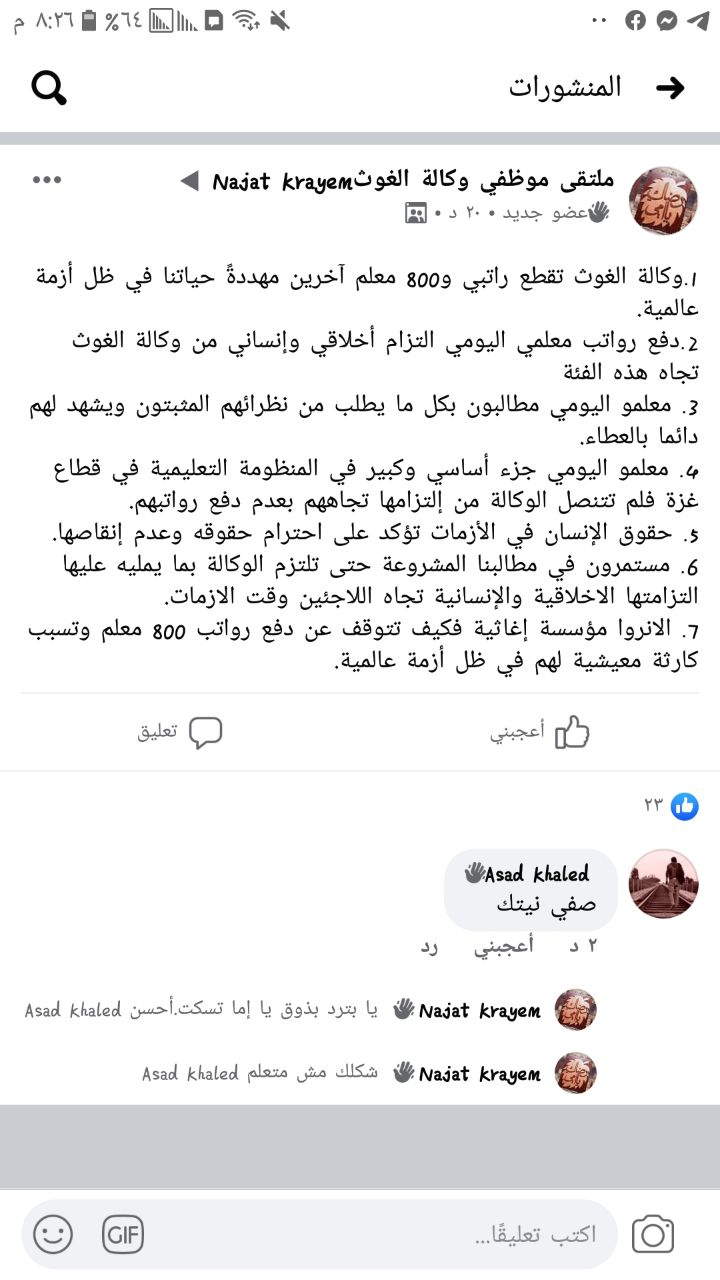 م ٨:٢٦ %٦٤
المنشورات
ملتقى موظفي وكالة الغوث ◀ Najat Krayem
عضو جديد • ٢٠ د •
1.وكالة الغوث تقطع راتبي و800 معلم آخرين مهددةً حياتنا في ظل أزمة
عالمية.
2.دفع رواتب معلمي اليومي التزام أخلاقي وإنساني من وكالة الغوث
تجاه هذه الفئة
3. معلمو اليومي مطالبون بكل ما يطلب من نظرائهم المثبتون ويشهد لهم
دائما بالعطاء.
4. معلمو اليومي جزء أساسي وكبير في المنظومة التعليمية في قطاع
غزة فلم تتنصل الوكالة من إلتزامها تجاههم بعدم دفع رواتبهم.
5. حقوق الإنسان في الأزمات تؤكد على احترام حقوقه وعدم إنقاصها.
6. مستمرون في مطالبنا المشروعة حتى تلتزم الوكالة بما يمليه عليها
التزامتها الاخلاقية والإنسانية تجاه اللاجئين وقت الازمات.
7. الانروا مؤسسة إغاثية فكيف تتوقف عن دفع رواتب 800 معلم وتسبب
كارثة معيشية لهم في ظل أزمة عالمية.
أعجبني تعليق
٢٣
Asad Khaled
صفي نيتك
٢ د أعجبني رد
Najat Krayem يا بترد بذوق يا إما تسكت.أحسن Asad Khaled
Najat Krayem شكلك مش متعلم Asad Khaled
اكتب تعليقًا... GIF